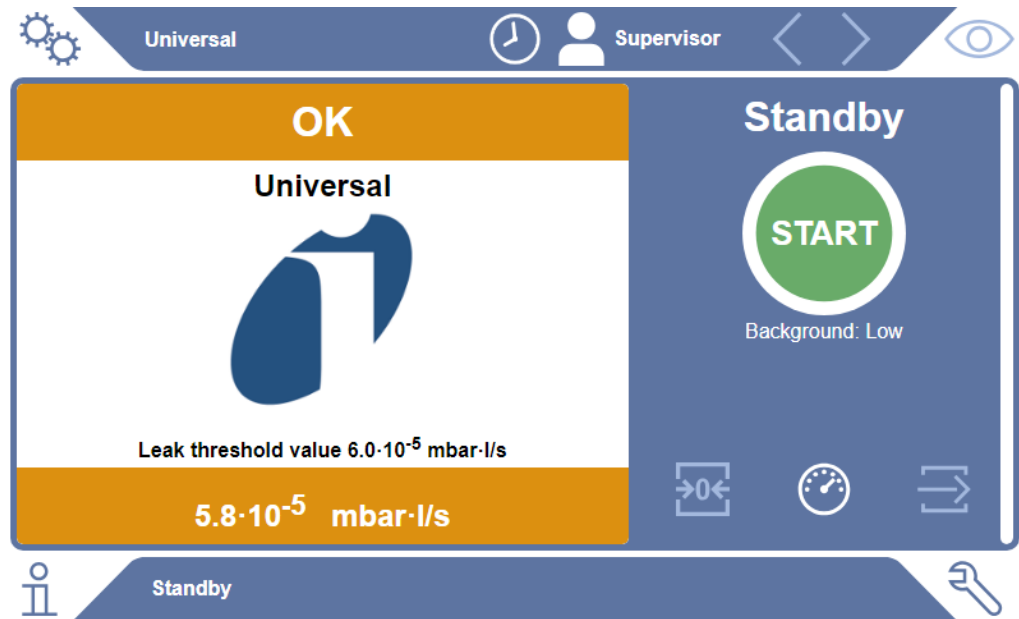 Universal
Supervisor
OK
Universal
Leak threshold value 6.0·10⁻⁵ mbar·l/s
5.8·10⁻⁵ mbar·l/s
Standby
START
Background: Low
→0←
Standby